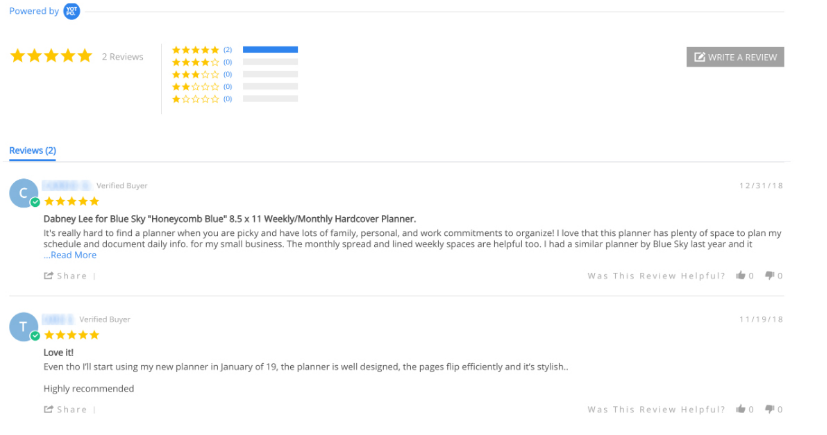 Powered by YOTPO.
2 Reviews
(2)
(0)
(0)
(0)
(0)
WRITE A REVIEW
Reviews (2)
C
Verified Buyer
12/31/18
Dabney Lee for Blue Sky "Honeycomb Blue" 8.5 x 11 Weekly/Monthly Hardcover Planner.
It's really hard to find a planner when you are picky and have lots of family, personal, and work commitments to organize! I love that this planner has plenty of space to plan my
schedule and document daily info. for my small business. The monthly spread and lined weekly spaces are helpful too. I had a similar planner by Blue Sky last year and it
...Read More
Share |
Was This Review Helpful? 0 0
T
Verified Buyer
11/19/18
Love it!
Even tho I'll start using my new planner in January of 19, the planner is well designed, the pages flip efficiently and it's stylish..
Highly recommended
Share |
Was This Review Helpful? 0 0